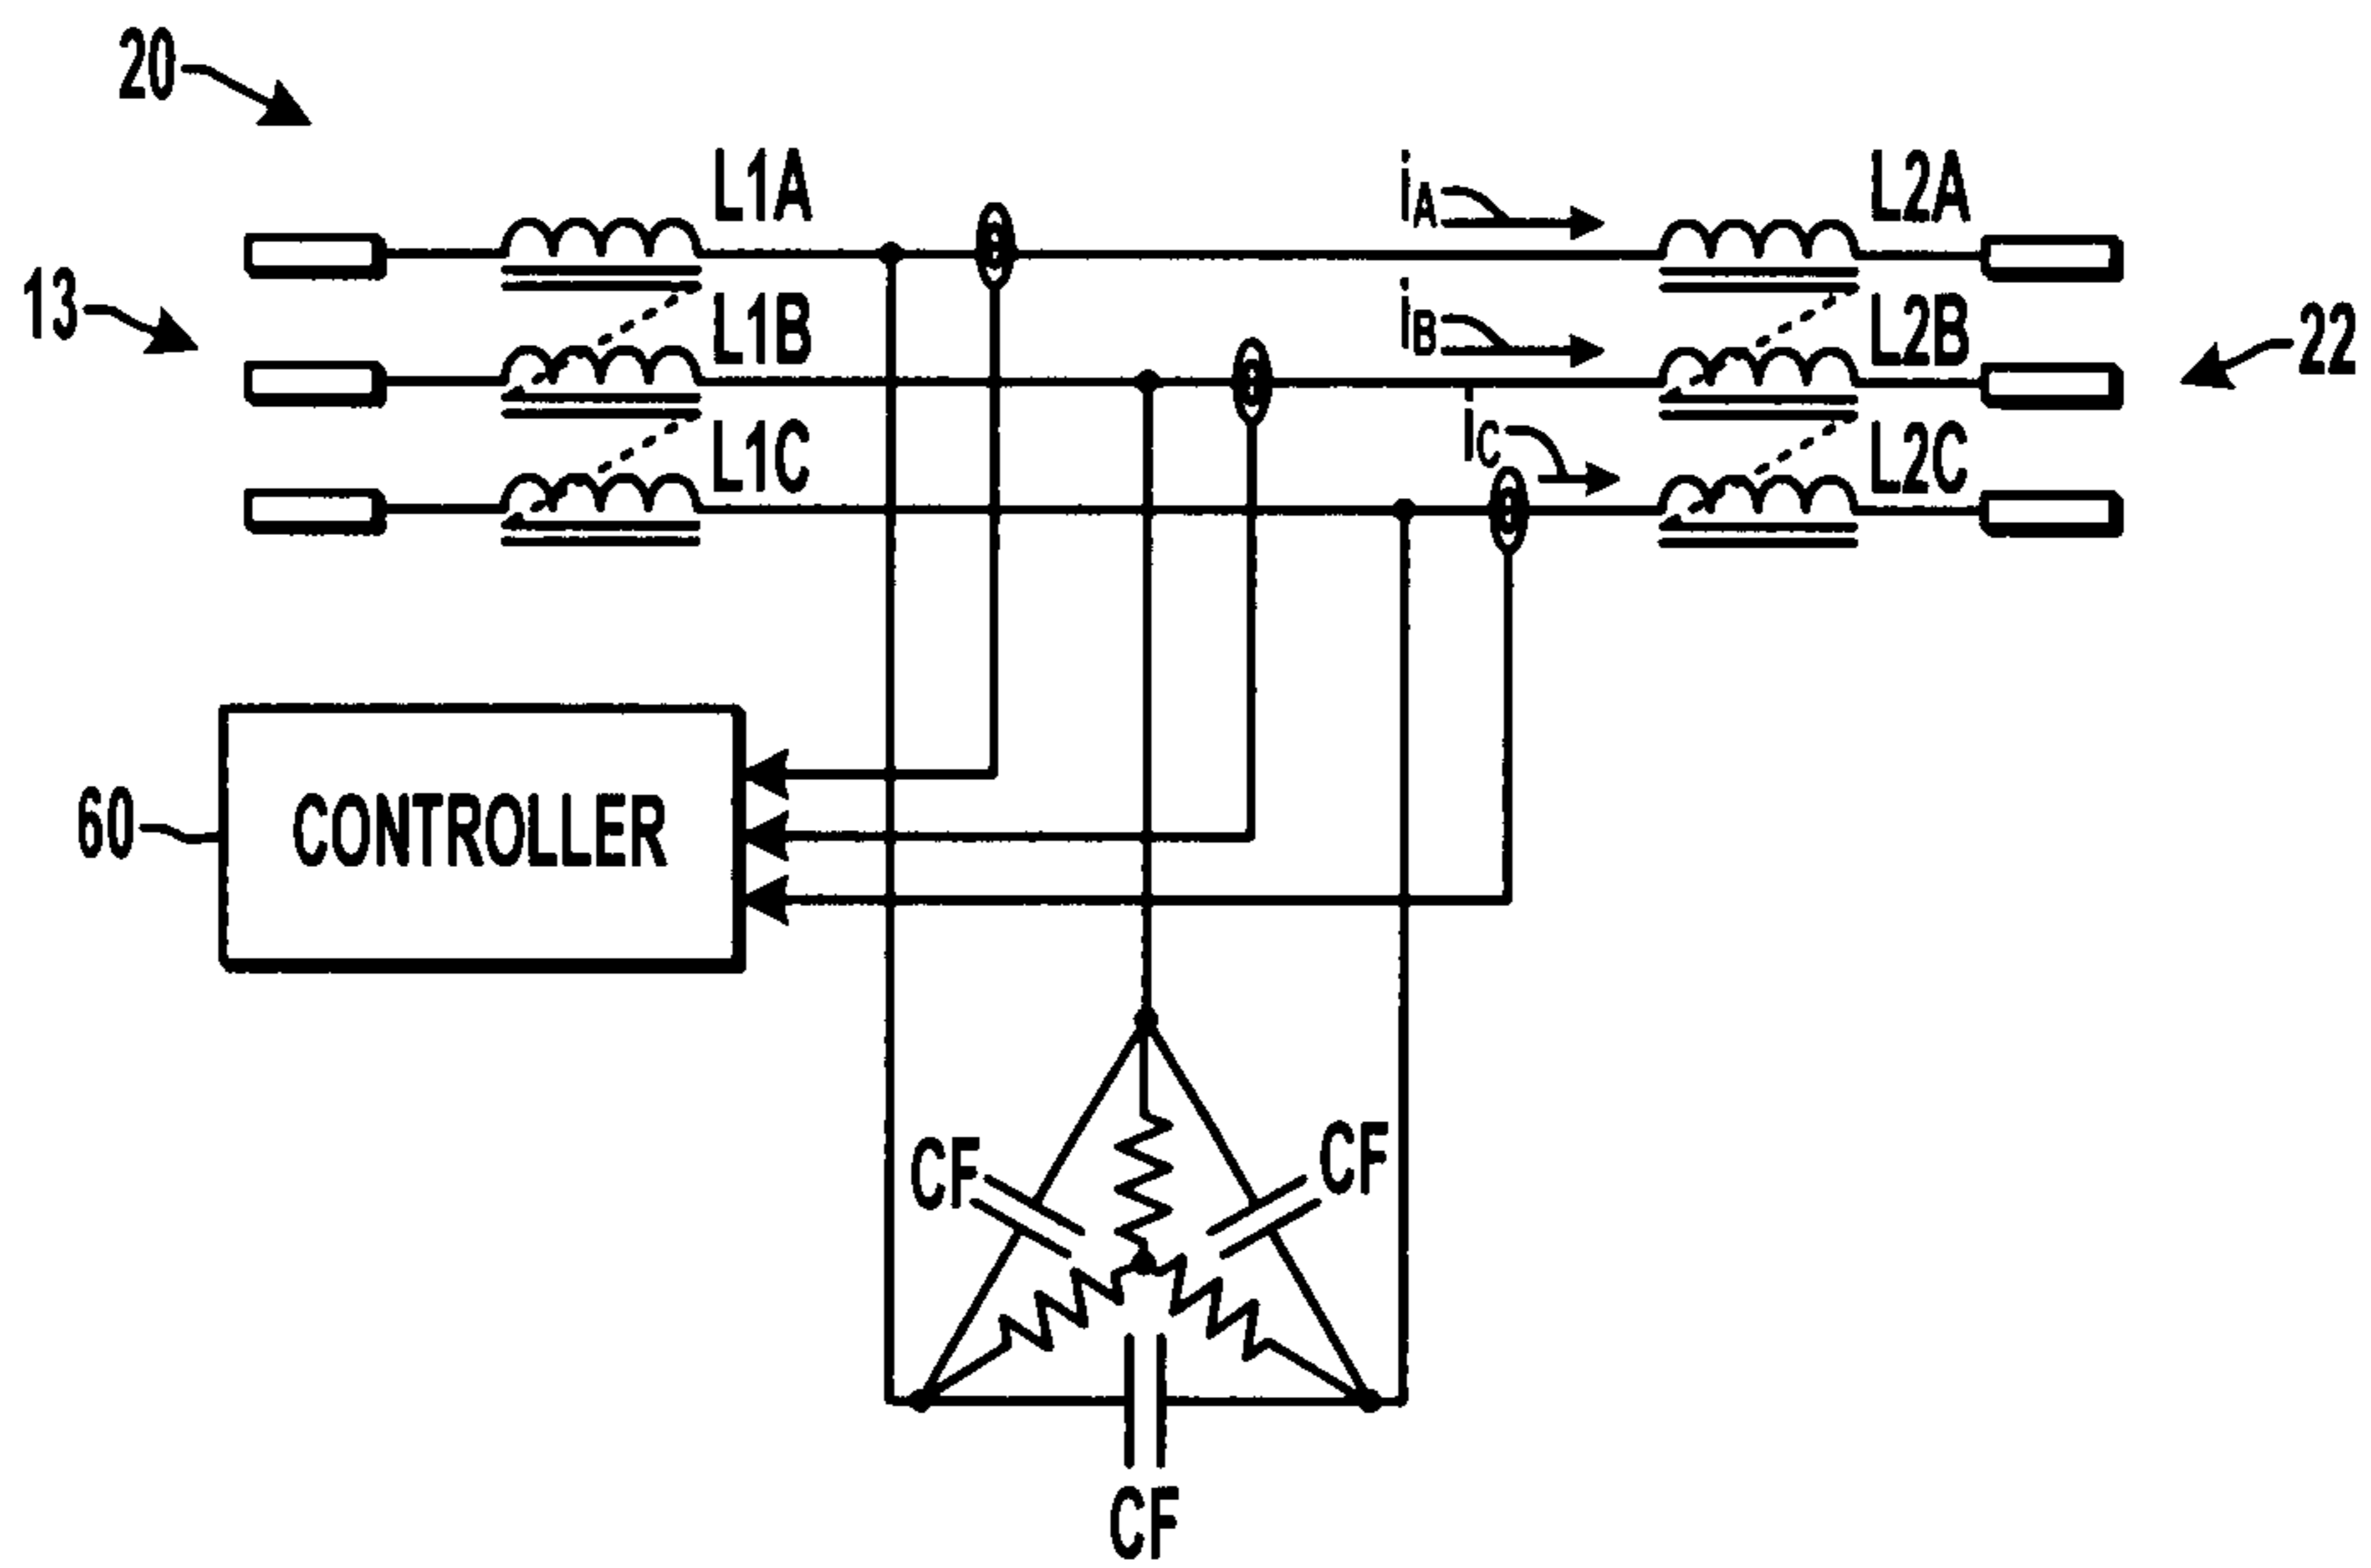 20
L1A
iA
L2A
13
L1B
iB
L2B
22
L1C
iC
L2C
60
CONTROLLER
CF
CF
CF